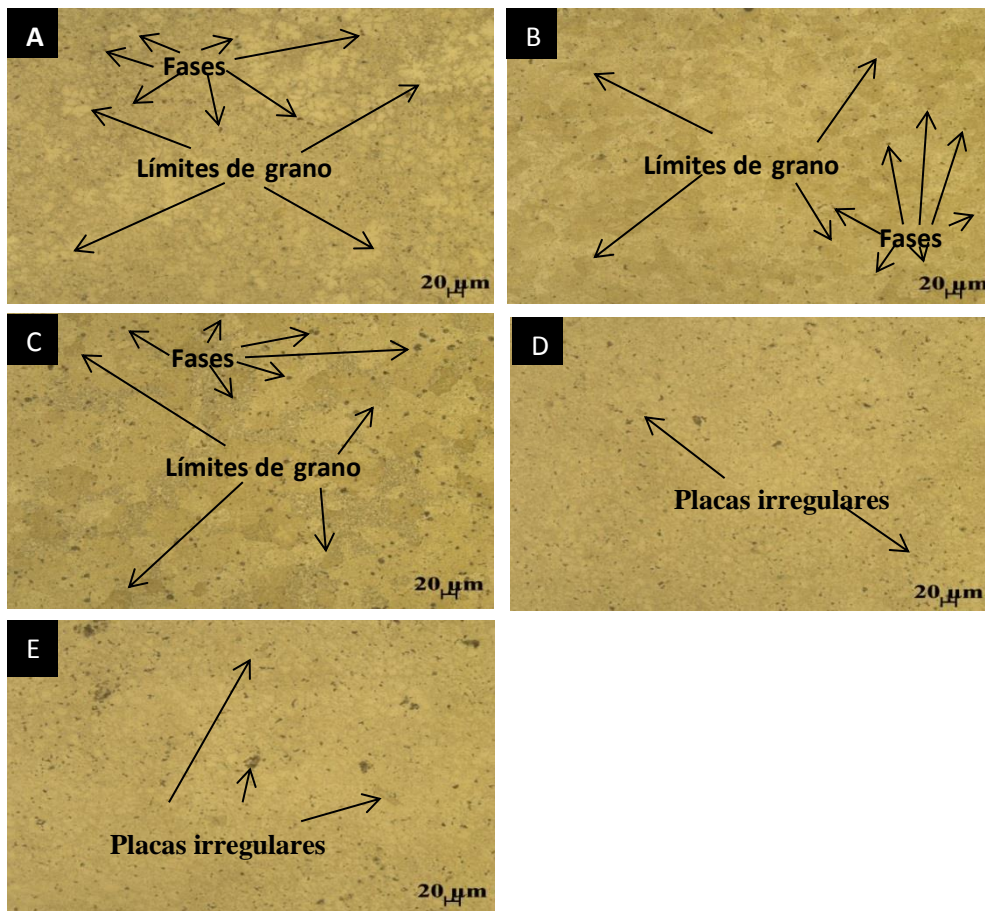 A
Fases
Límites de grano
20 µm
B
Límites de grano
Fases
20 µm
C
Fases
Límites de grano
20 µm
D
Placas irregulares
20 µm
E
Placas irregulares
20 µm